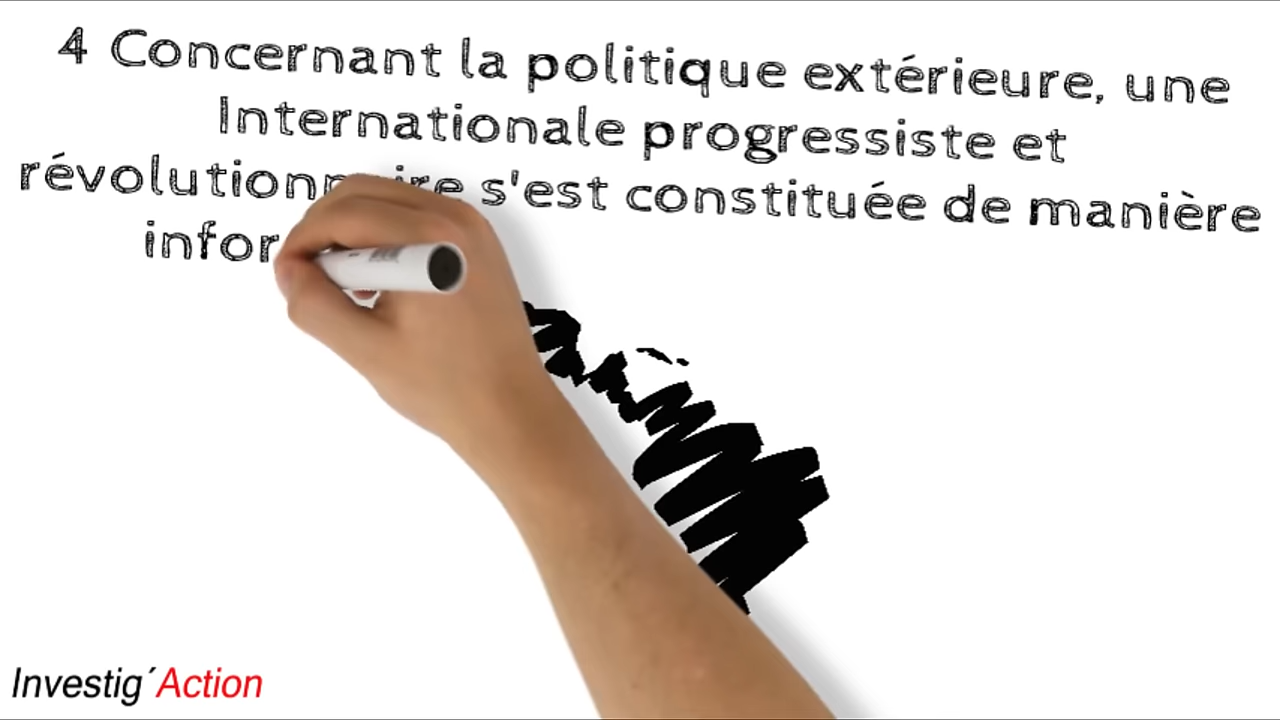 4 Concernant la politique extérieure, une
Internationale progressiste et
s'est constituée de manière
Investig´Action